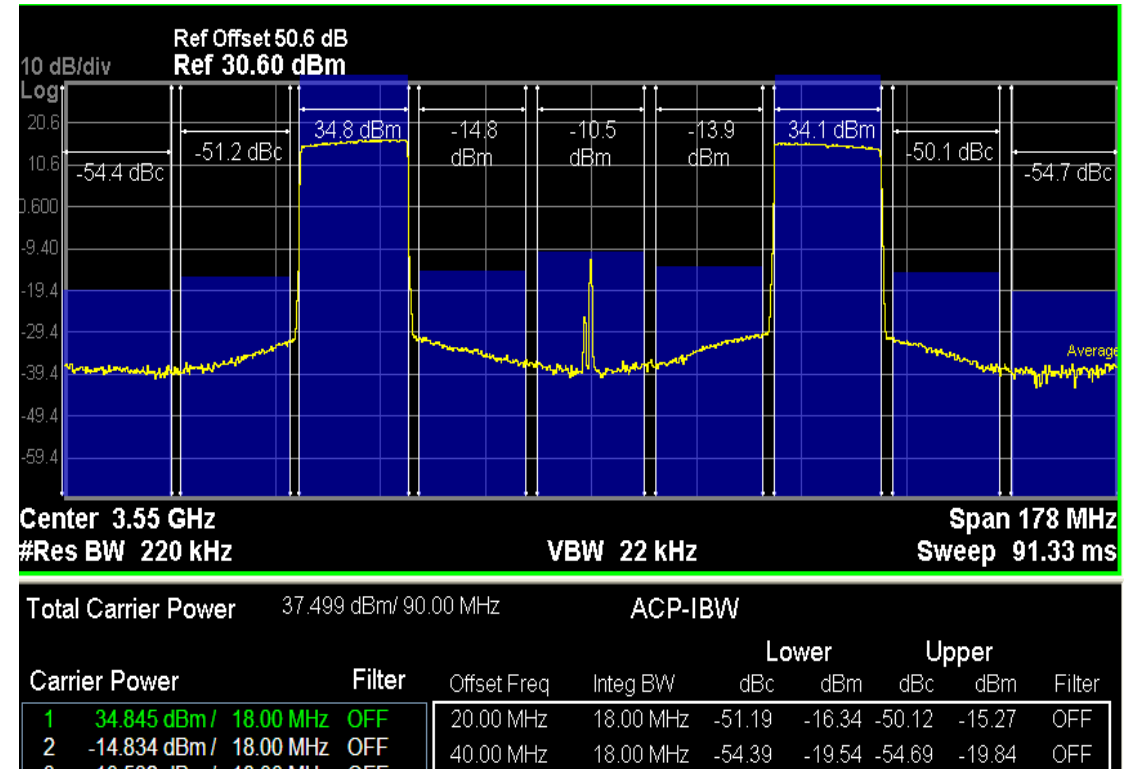 Ref Offset 50.6 dB
10 dB/div Ref 30.60 dBm
Log
20.6
10.6
0.600
-9.40
-19.4
-29.4
-39.4
-49.4
-59.4
-54.4 dBc
-51.2 dBc
34.8 dBm
-14.8 dBm
-10.5 dBm
-13.9 dBm
34.1 dBm
-50.1 dBc
-54.7 dBc
Average
Center 3.55 GHz Span 178 MHz
#Res BW 220 kHz VBW 22 kHz Sweep 91.33 ms
Total Carrier Power 37.499 dBm/ 90.00 MHz ACP-IBW
Lower Upper
Carrier Power Filter Offset Freq Integ BW dBc dBm dBc dBm Filter
1 34.845 dBm / 18.00 MHz OFF 20.00 MHz 18.00 MHz -51.19 -16.34 -50.12 -15.27 OFF
2 -14.834 dBm / 18.00 MHz OFF 40.00 MHz 18.00 MHz -54.39 -19.54 -54.69 -19.84 OFF